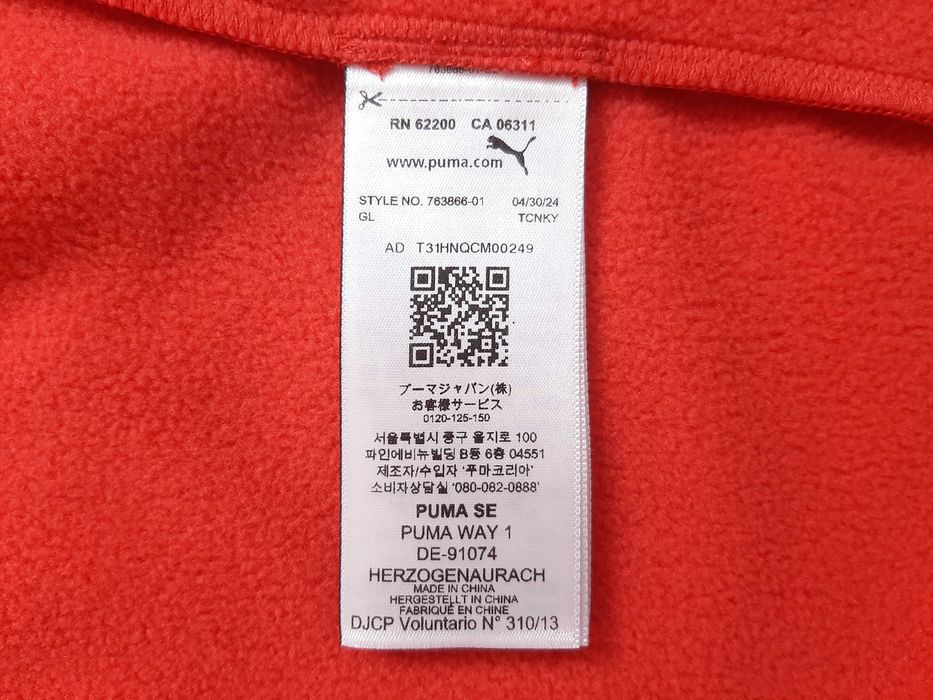 RN 62200 CA 06311
www.puma.com
STYLE NO. 763866-01 04/30/24
GL TCNKY
AD T31HNQCM00249
プーマジャパン(株)
お客様サービス
0120-125-150
서울특별시 중구 을지로 100
파인에비뉴빌딩 B동 6층 04551
제조자/수입자 '푸마코리아'
소비자상담실 '080-082-0888'
PUMA SE
PUMA WAY 1
DE-91074
HERZOGENAURACH
MADE IN CHINA
HERGESTELLT IN CHINA
FABRIQUÉ EN CHINE
DJCP Voluntario N° 310/13